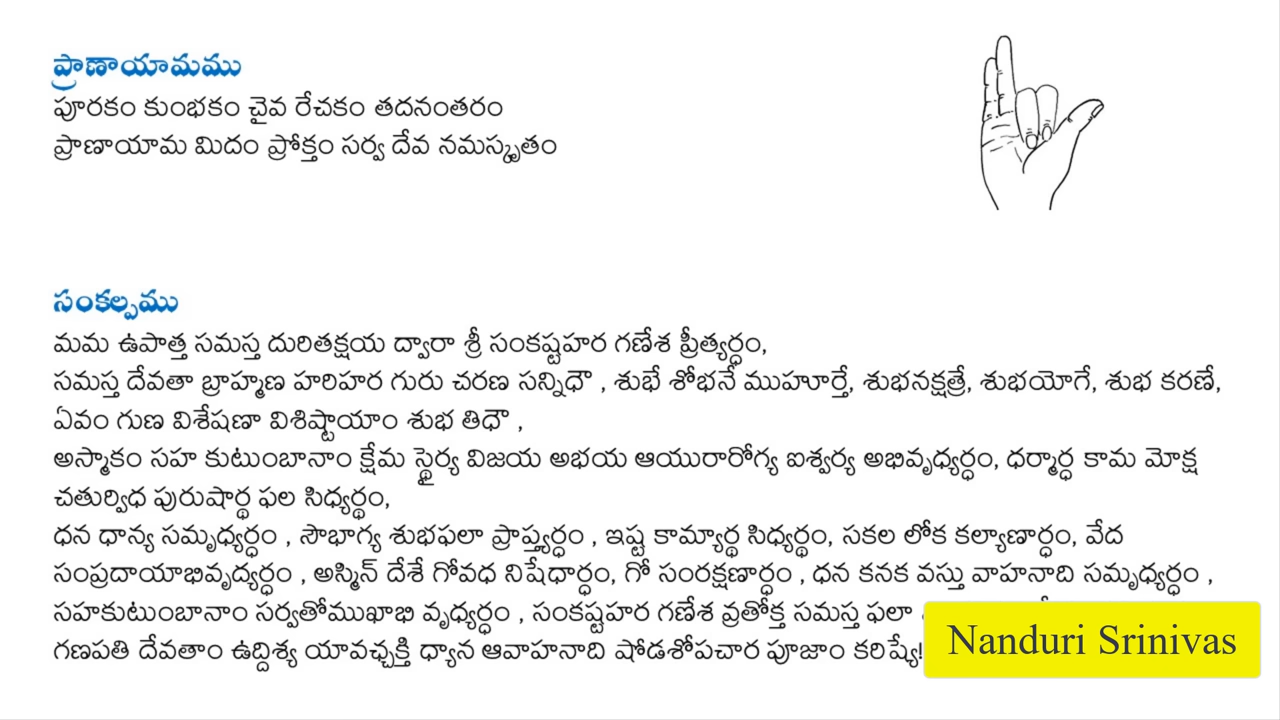 ప్రాణాయామము
పూరకం కుంభకం చైవ రేచకం తదనంతరం
ప్రాణాయామ మిదం ప్రోక్తం సర్వ దేవ నమస్కృతం
సంకల్పము
మమ ఉపాత్త సమస్త దురితక్షయ ద్వారా శ్రీ సంకష్టహర గణేశ ప్రీత్యర్ధం,
సమస్త దేవతా బ్రాహ్మణ హరిహర గురు చరణ సన్నిధౌ , శుభే శోభనే ముహూర్తే, శుభనక్షత్రే, శుభయోగే, శుభ కరణే,
ఏవం గుణ విశేషణా విశిష్టాయాం శుభ తిధౌ ,
అస్మాకం సహ కుటుంబానాం క్షేమ స్థైర్య విజయ అభయ ఆయురారోగ్య ఐశ్వర్య అభివృధ్యర్ధం, ధర్మార్ధ కామ మోక్ష
చతుర్విధ పురుషార్థ ఫల సిధ్యర్థం,
ధన ధాన్య సమృధ్యర్ధం , సౌభాగ్య శుభఫలా ప్రాప్త్యర్ధం , ఇష్ట కామ్యార్థ సిధ్యర్థం, సకల లోక కల్యాణార్ధం, వేద
సంప్రదాయాభివృద్యర్ధం , అస్మిన్ దేశే గోవధ నిషేధార్ధం, గో సంరక్షణార్ధం , ధన కనక వస్తు వాహనాది సమృధ్యర్ధం ,
సహకుటుంబానాం సర్వతోముఖాభి వృధ్యర్ధం , సంకష్టహర గణేశ వ్రతోక్త సమస్త ఫలా
గణపతి దేవతాం ఉద్దిశ్య యావచ్ఛక్తి ధ్యాన ఆవాహనాది షోడశోపచార పూజాం కరిష్యే!
Nanduri Srinivas